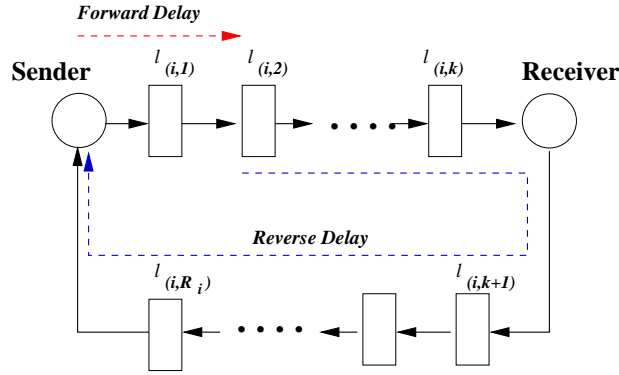 Forward Delay
Sender
l (i,1)
l (i,2)
l (i,k)
Receiver
Reverse Delay
l (i,R i)
l (i,k+1)